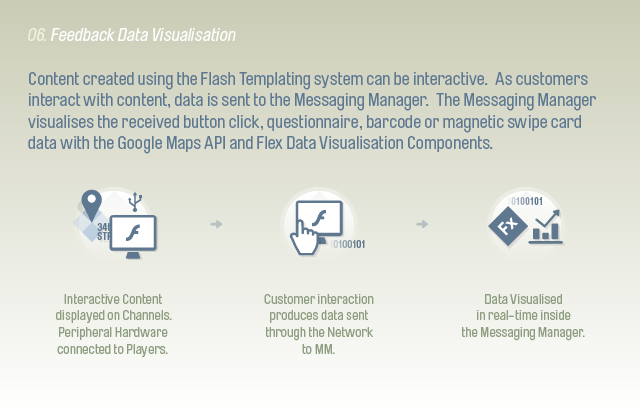 06. Feedback Data Visualisation
Content created using the Flash Templating system can be interactive. As customers
interact with content, data is sent to the Messaging Manager. The Messaging Manager
visualises the received button click, questionnaire, barcode or magnetic swipe card
data with the Google Maps API and Flex Data Visualisation Components.
0100101
Fx
0100101
Interactive Content
displayed on Channels.
Peripheral Hardware
connected to Players.
Customer interaction
produces data sent
through the Network
to MM.
Data Visualised
in real-time inside
the Messaging Manager.